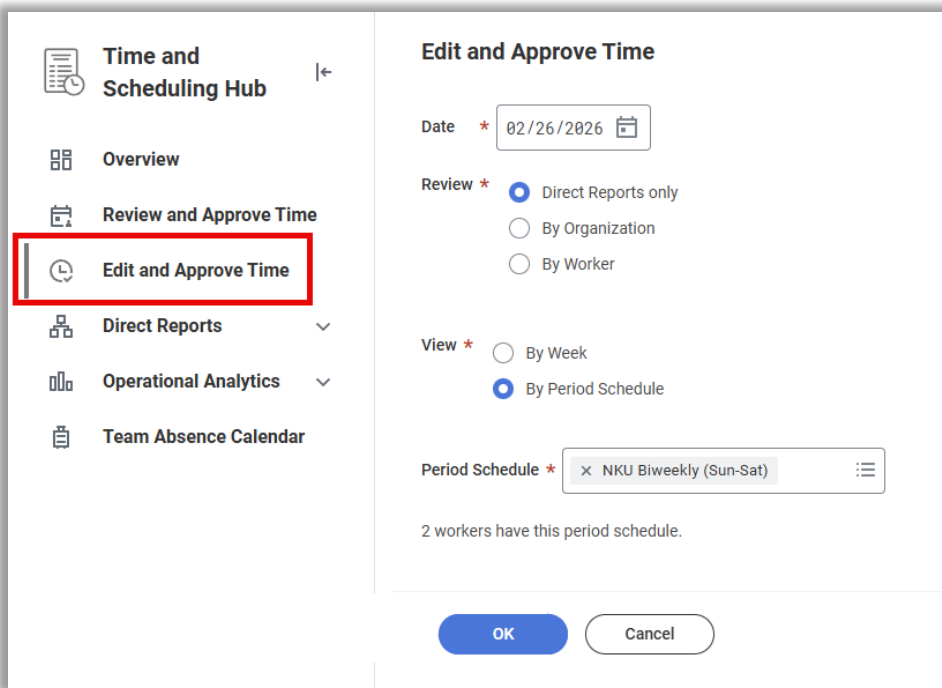 Time and
Scheduling Hub
Overview
Review and Approve Time
Edit and Approve Time
Direct Reports
Operational Analytics
Team Absence Calendar
Edit and Approve Time
Date * 02/26/2026
Review * Direct Reports only
By Organization
By Worker
View * By Week
By Period Schedule
Period Schedule * × NKU Biweekly (Sun-Sat)
2 workers have this period schedule.
OK Cancel